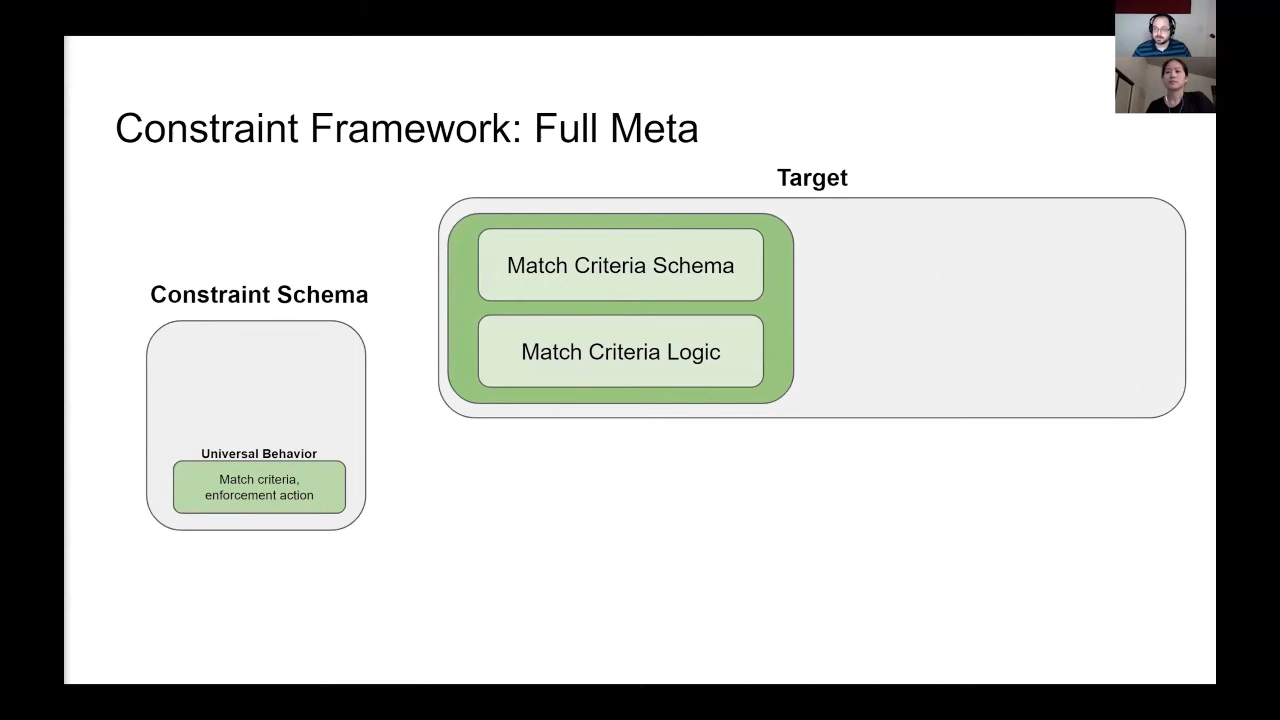 Constraint Framework: Full Meta
Target
Match Criteria Schema
Match Criteria Logic
Constraint Schema
Universal Behavior
Match criteria,
enforcement action